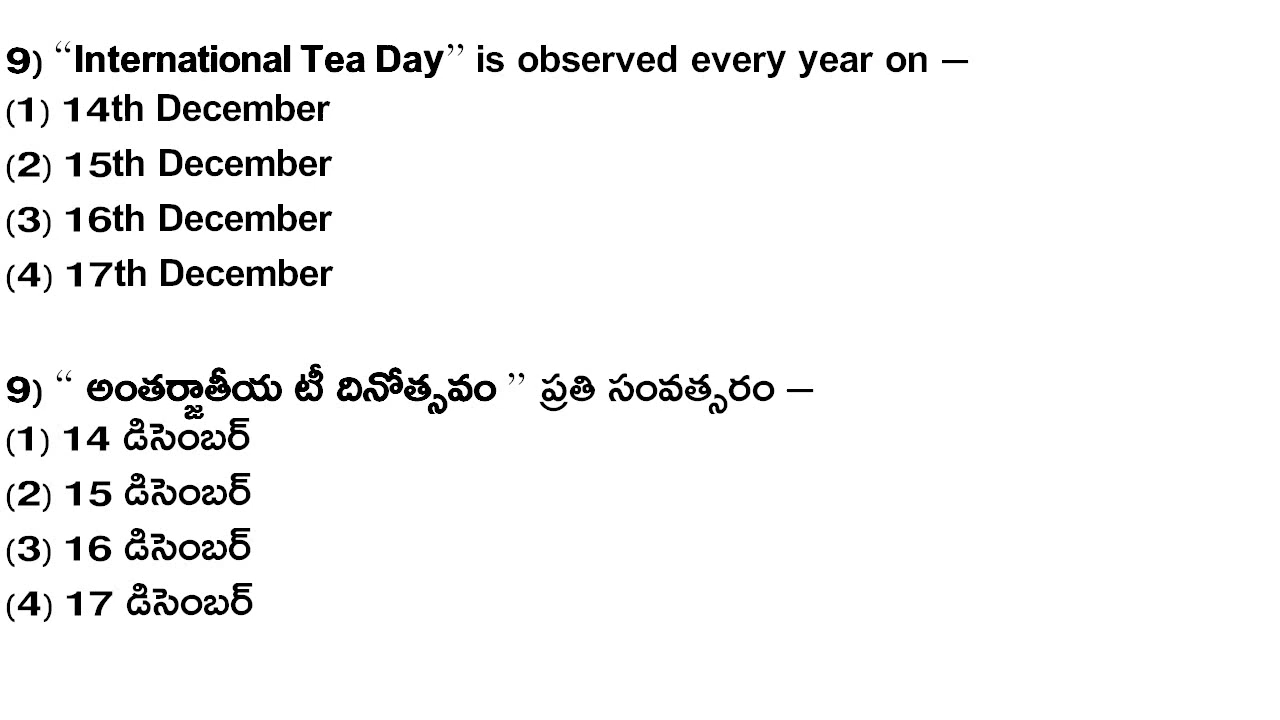 9) “International Tea Day” is observed every year on –
(1) 14th December
(2) 15th December
(3) 16th December
(4) 17th December
9) “ అంతర్జాతీయ టీ దినోత్సవం ” ప్రతి సంవత్సరం –
(1) 14 డిసెంబర్
(2) 15 డిసెంబర్
(3) 16 డిసెంబర్
(4) 17 డిసెంబర్